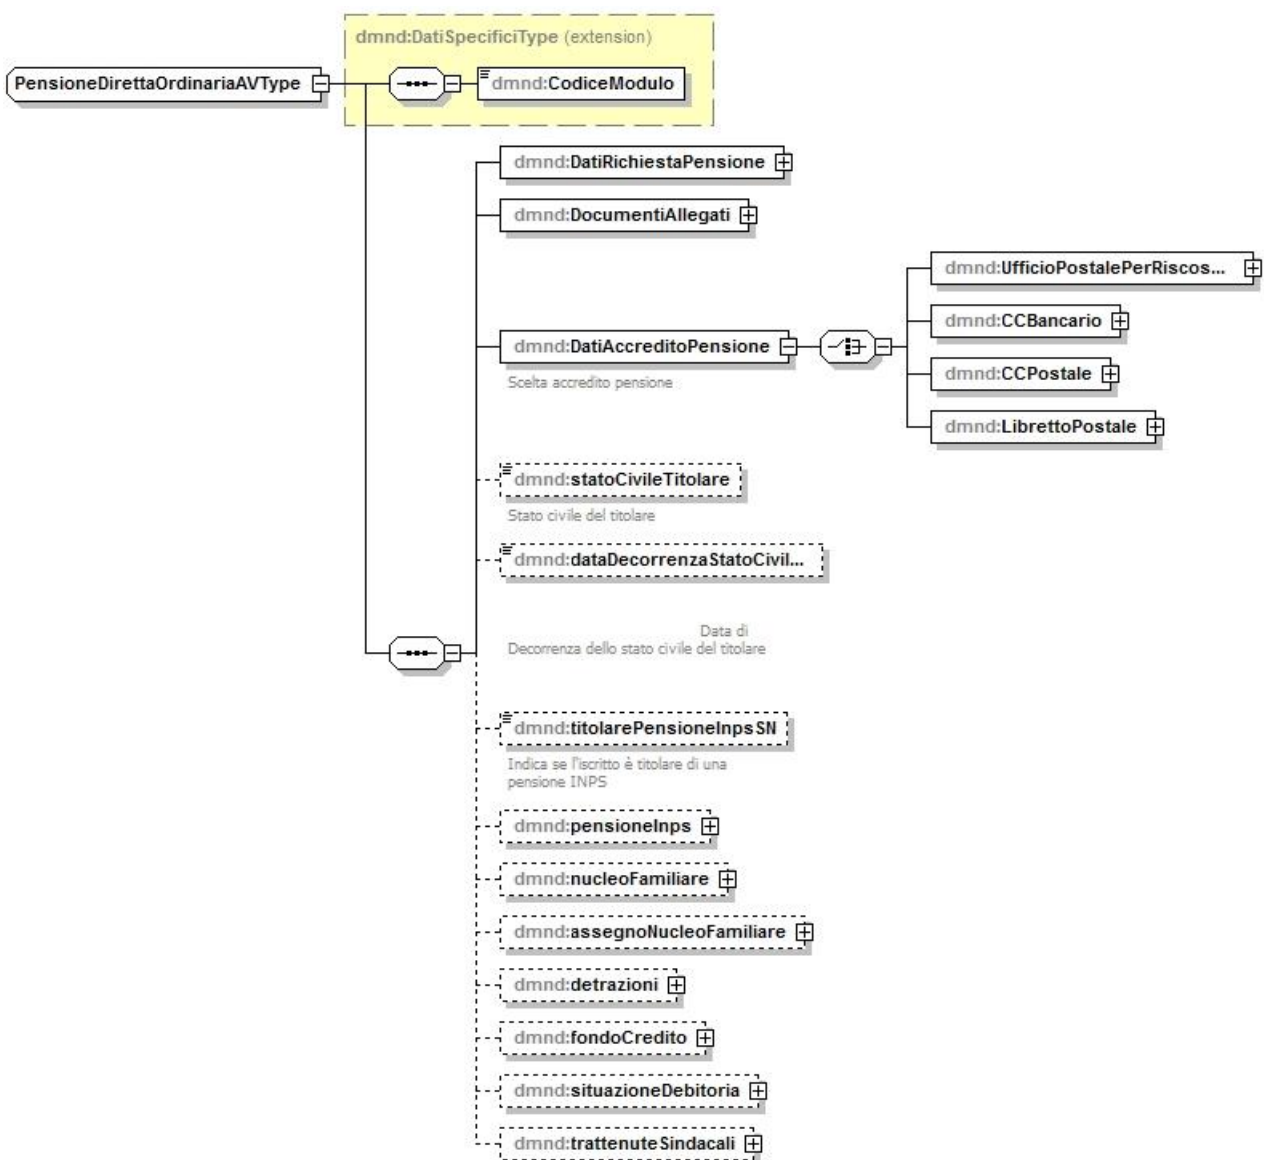 dmnd:DatiSpecificiType (extension)
PensioneDirettaOrdinariaAVType
dmnd:CodiceModulo
dmnd:DatiRichiestaPensione
dmnd:DocumentiAllegati
dmnd:UfficioPostalePerRiscos...
dmnd:CCBancario
dmnd:DatiAccreditoPensione
dmnd:CCPostale
Scelta accredito pensione
dmnd:LibrettoPostale
dmnd:statoCivileTitolare
Stato civile del titolare
dmnd:dataDecorrenzaStatoCivil...
Data di
Decorrenza dello stato civile del titolare
dmnd:titolarePensioneInpsSN
Indica se l'iscritto è titolare di una
pensione INPS
dmnd:pensioneInps
dmnd:nucleoFamiliare
dmnd:assegnoNucleoFamiliare
dmnd:detrazioni
dmnd:fondoCredito
dmnd:situazioneDebitoria
dmnd:trattenuteSindacali